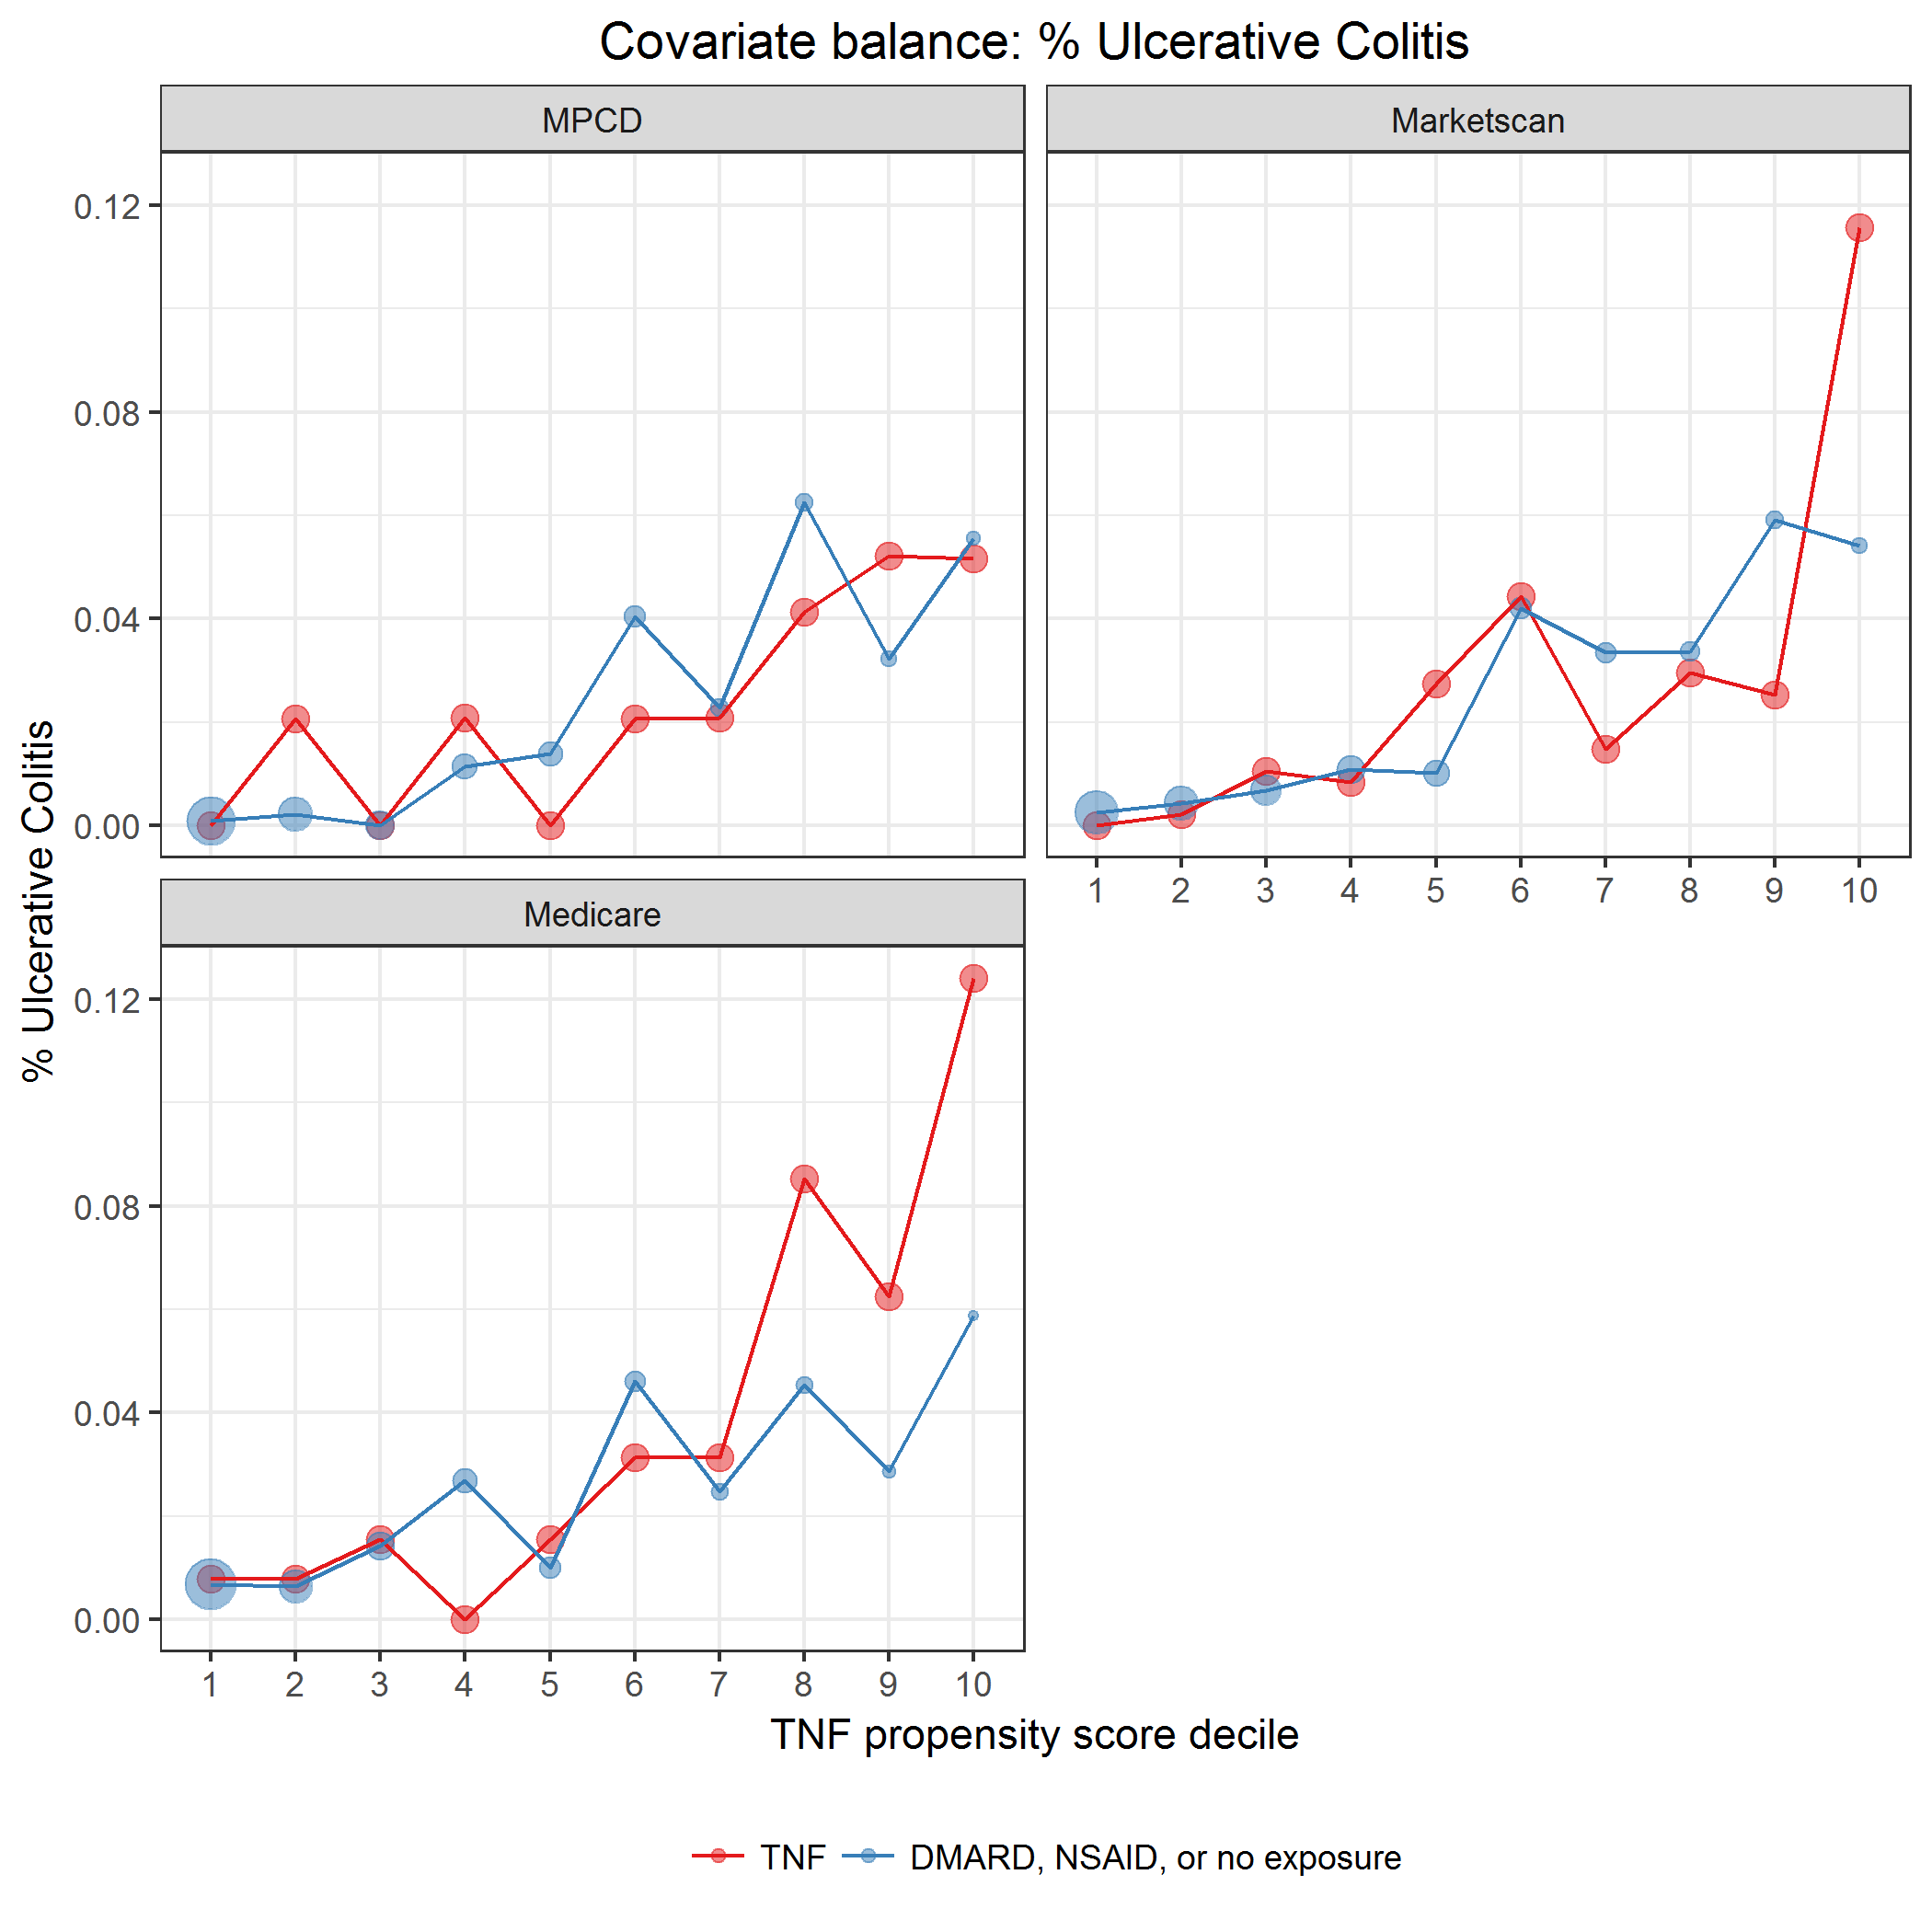 Covariate balance: % Ulcerative Colitis
MPCD
Marketscan
0.12
0.08
0.04
0.00
1 2 3 4 5 6 7 8 9 10
Medicare
0.12
0.08
0.04
0.00
1 2 3 4 5 6 7 8 9 10
% Ulcerative Colitis
TNF propensity score decile
TNF DMARD, NSAID, or no exposure